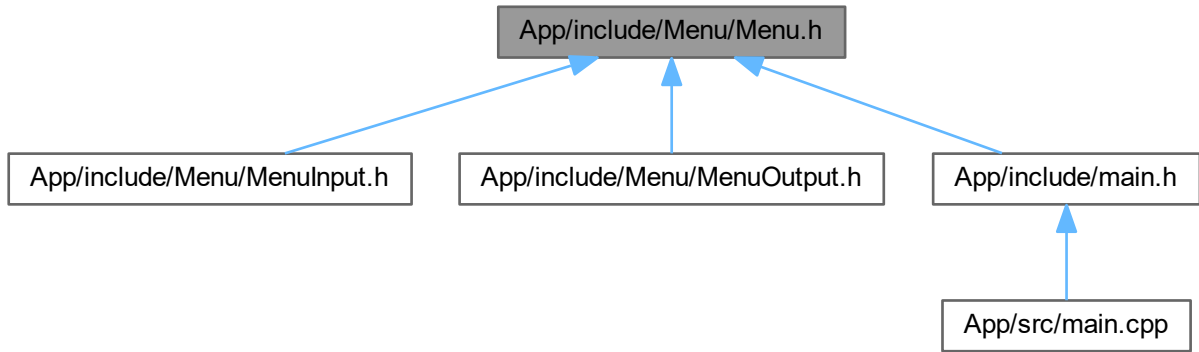 App/include/Menu/Menu.h
App/include/Menu/MenuInput.h
App/include/Menu/MenuOutput.h
App/include/main.h
App/src/main.cpp